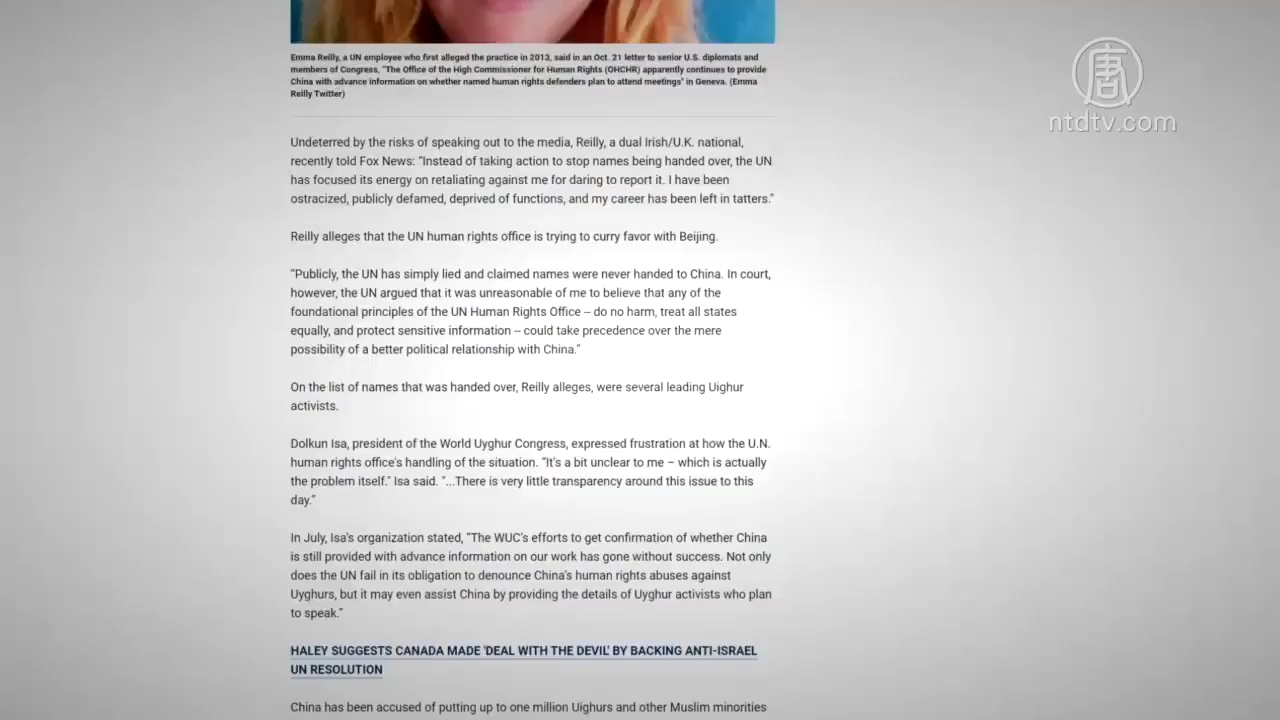 唐
ntdtv.com
Emma Reilly, a UN employee who first alleged the practice in 2013, said in an Oct. 21 letter to senior U.S. diplomats and
members of Congress, "The Office of the High Commissioner for Human Rights (OHCHR) apparently continues to provide
China with advance information on whether named human rights defenders plan to attend meetings" in Geneva. (Emma
Reilly Twitter)
Undeterred by the risks of speaking out to the media, Reilly, a dual Irish/U.K. national,
recently told Fox News: "Instead of taking action to stop names being handed over, the UN
has focused its energy on retaliating against me for daring to report it. I have been
ostracized, publicly defamed, deprived of functions, and my career has been left in tatters."
Reilly alleges that the UN human rights office is trying to curry favor with Beijing.
"Publicly, the UN has simply lied and claimed names were never handed to China. In court,
however, the UN argued that it was unreasonable of me to believe that any of the
foundational principles of the UN Human Rights Office -- do no harm, treat all states
equally, and protect sensitive information -- could take precedence over the mere
possibility of a better political relationship with China."
On the list of names that was handed over, Reilly alleges, were several leading Uighur
activists.
Dolkun Isa, president of the World Uyghur Congress, expressed frustration at how the U.N.
human rights office's handling of the situation. "It's a bit unclear to me – which is actually
the problem itself." Isa said. "...There is very little transparency around this issue to this
day."
In July, Isa's organization stated, "The WUC's efforts to get confirmation of whether China
is still provided with advance information on our work has gone without success. Not only
does the UN fail in its obligation to denounce China's human rights abuses against
Uyghurs, but it may even assist China by providing the details of Uyghur activists who plan
to speak."
HALEY SUGGESTS CANADA MADE 'DEAL WITH THE DEVIL' BY BACKING ANTI-ISRAEL
UN RESOLUTION
China has been accused of putting up to one million Uighurs and other Muslim minorities